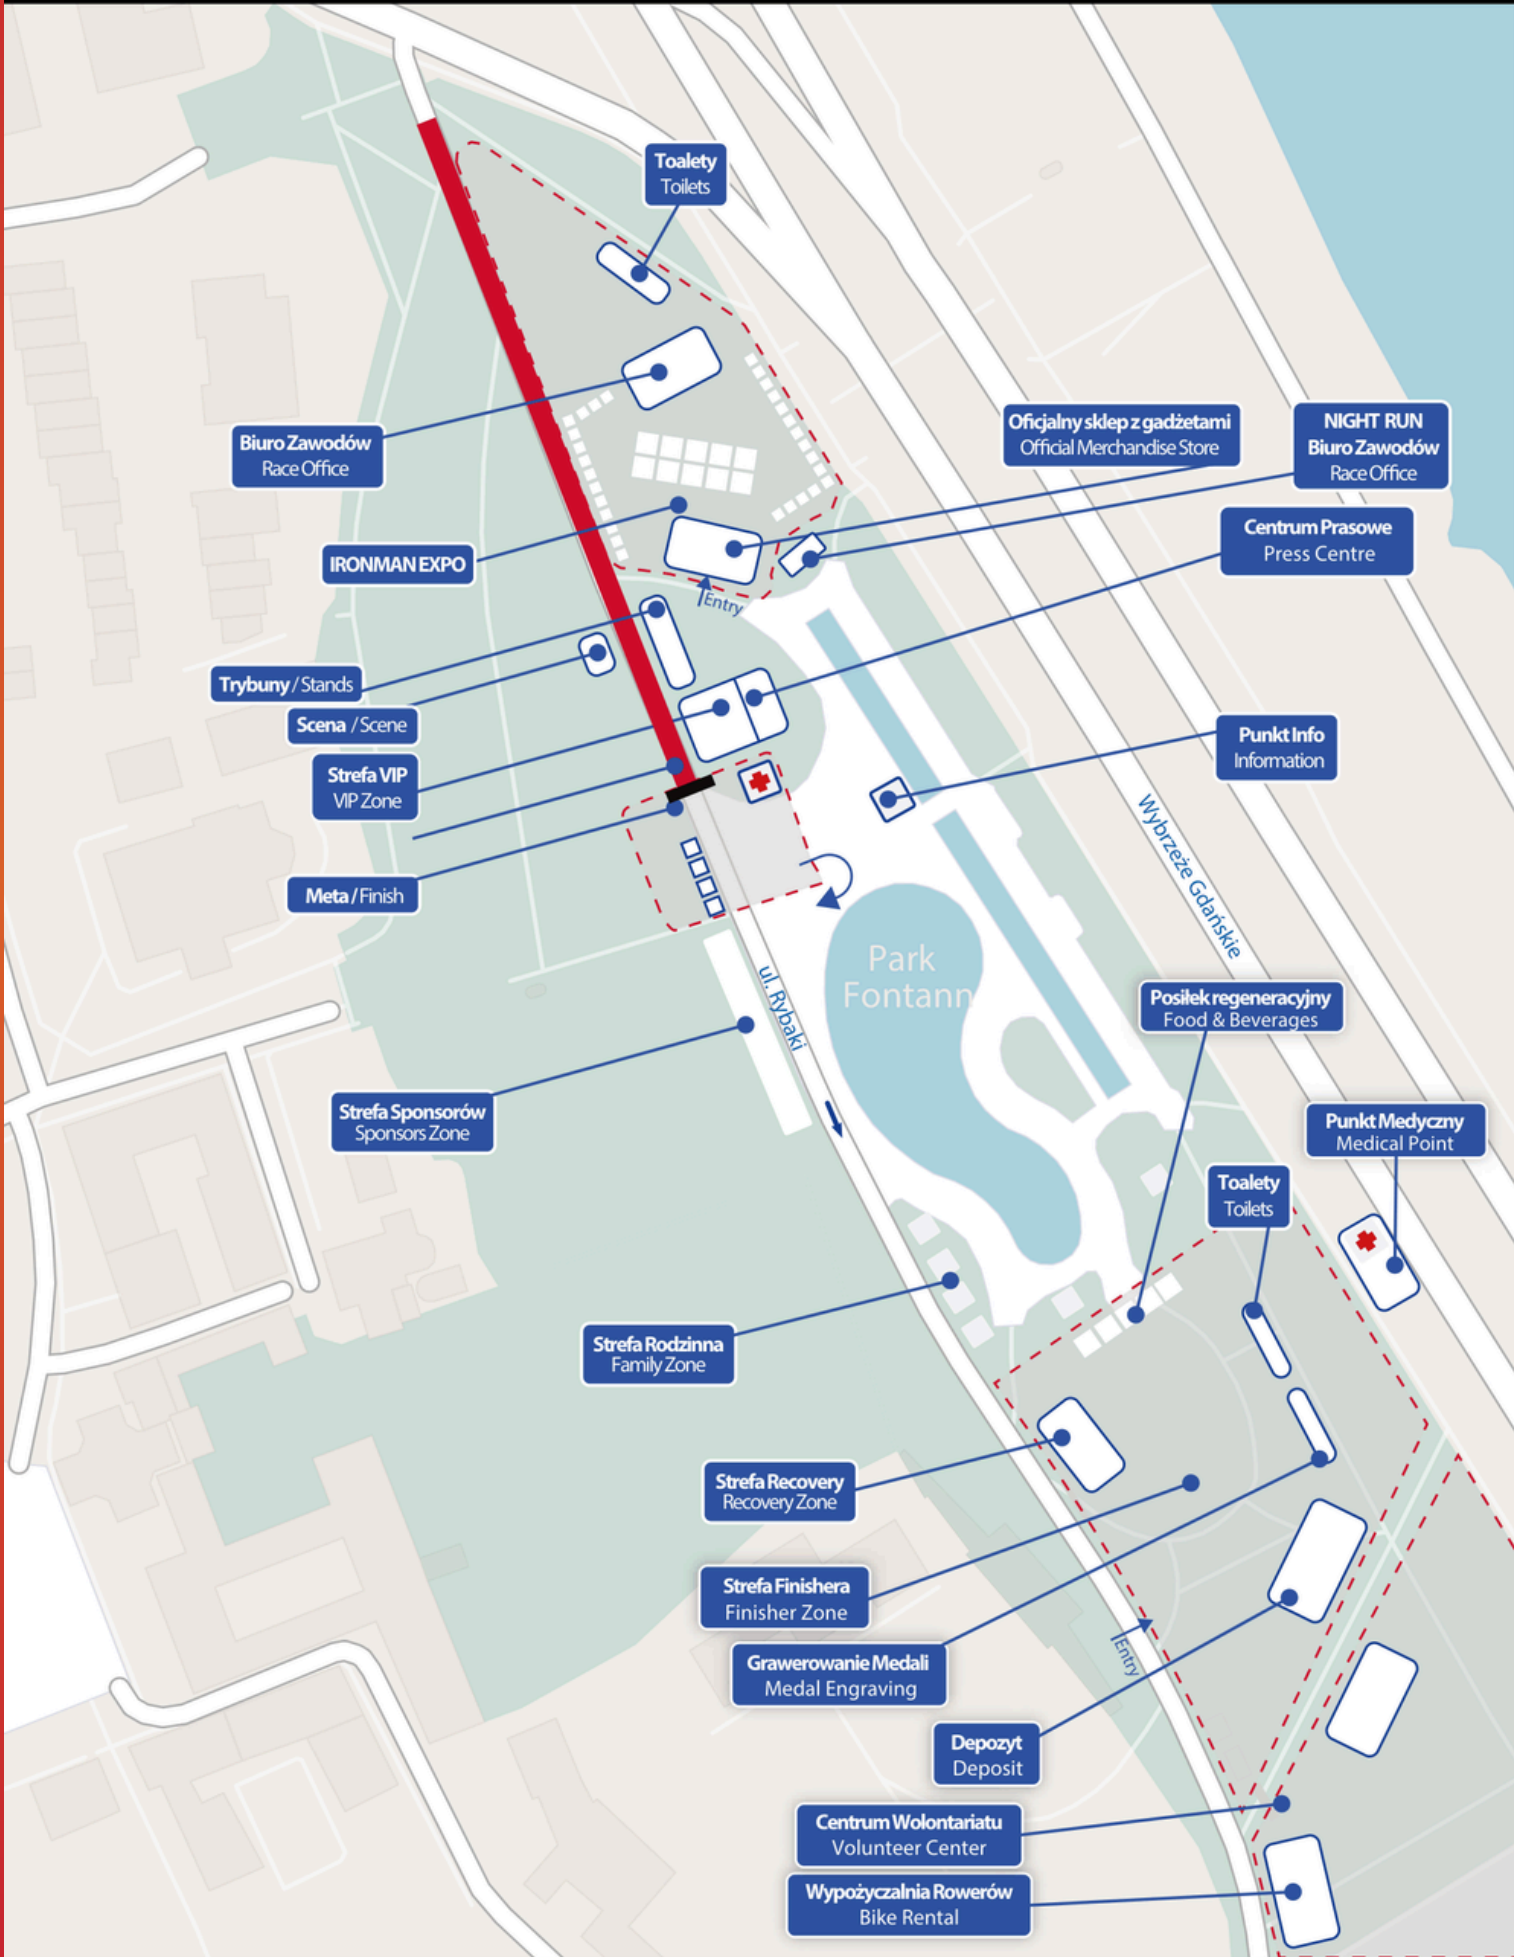 Toalety
Toilets
Biuro Zawodów
Race Office
Oficjalny sklep z gadżetami
Official Merchandise Store
NIGHT RUN
Biuro Zawodów
Race Office
Centrum Prasowe
Press Centre
IRONMAN EXPO
Entry
Trybuny / Stands
Scena / Scene
Strefa VIP
VIP Zone
Punkt Info
Information
Meta / Finish
Wybrzeże Gdańskie
Park
Fontann
ul. Rybaki
Posiłek regeneracyjny
Food & Beverages
Strefa Sponsorów
Sponsors Zone
Punkt Medyczny
Medical Point
Toalety
Toilets
Strefa Rodzinna
Family Zone
Strefa Recovery
Recovery Zone
Strefa Finishera
Finisher Zone
Entry
Grawerowanie Medali
Medal Engraving
Depozyt
Deposit
Centrum Wolontariatu
Volunteer Center
Wypożyczalnia Rowerów
Bike Rental